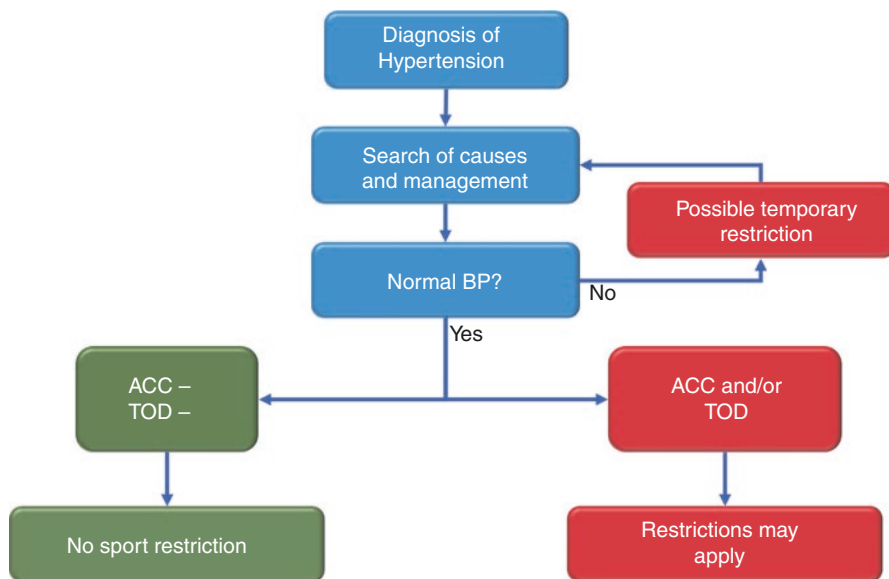 Diagnosis of
Hypertension
Search of causes
and management
Possible temporary
restriction
Normal BP?
No
Yes
ACC –
TOD –
ACC and/or
TOD
No sport restriction
Restrictions may
apply